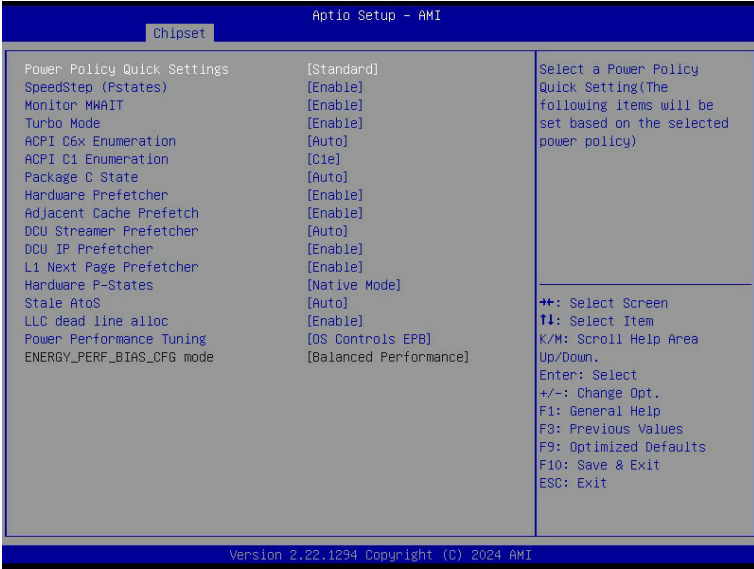 Aptio Setup – AMI
Chipset
Power Policy Quick Settings [Standard]
SpeedStep (Pstates) [Enable]
Monitor MWAIT [Enable]
Turbo Mode [Enable]
ACPI C6x Enumeration [Auto]
ACPI C1 Enumeration [C1e]
Package C State [Auto]
Hardware Prefetcher [Enable]
Adjacent Cache Prefetch [Enable]
DCU Streamer Prefetcher [Auto]
DCU IP Prefetcher [Enable]
L1 Next Page Prefetcher [Enable]
Hardware P-States [Native Mode]
Stale AtoS [Auto]
LLC dead line alloc [Enable]
Power Performance Tuning [OS Controls EPB]
ENERGY_PERF_BIAS_CFG mode [Balanced Performance]
Select a Power Policy
Quick Setting(The
following items will be
set based on the selected
power policy)
→←: Select Screen
↑↓: Select Item
K/M: Scroll Help Area
Up/Down.
Enter: Select
+/-: Change Opt.
F1: General Help
F3: Previous Values
F9: Optimized Defaults
F10: Save & Exit
ESC: Exit
Version 2.22.1294 Copyright (C) 2024 AMI